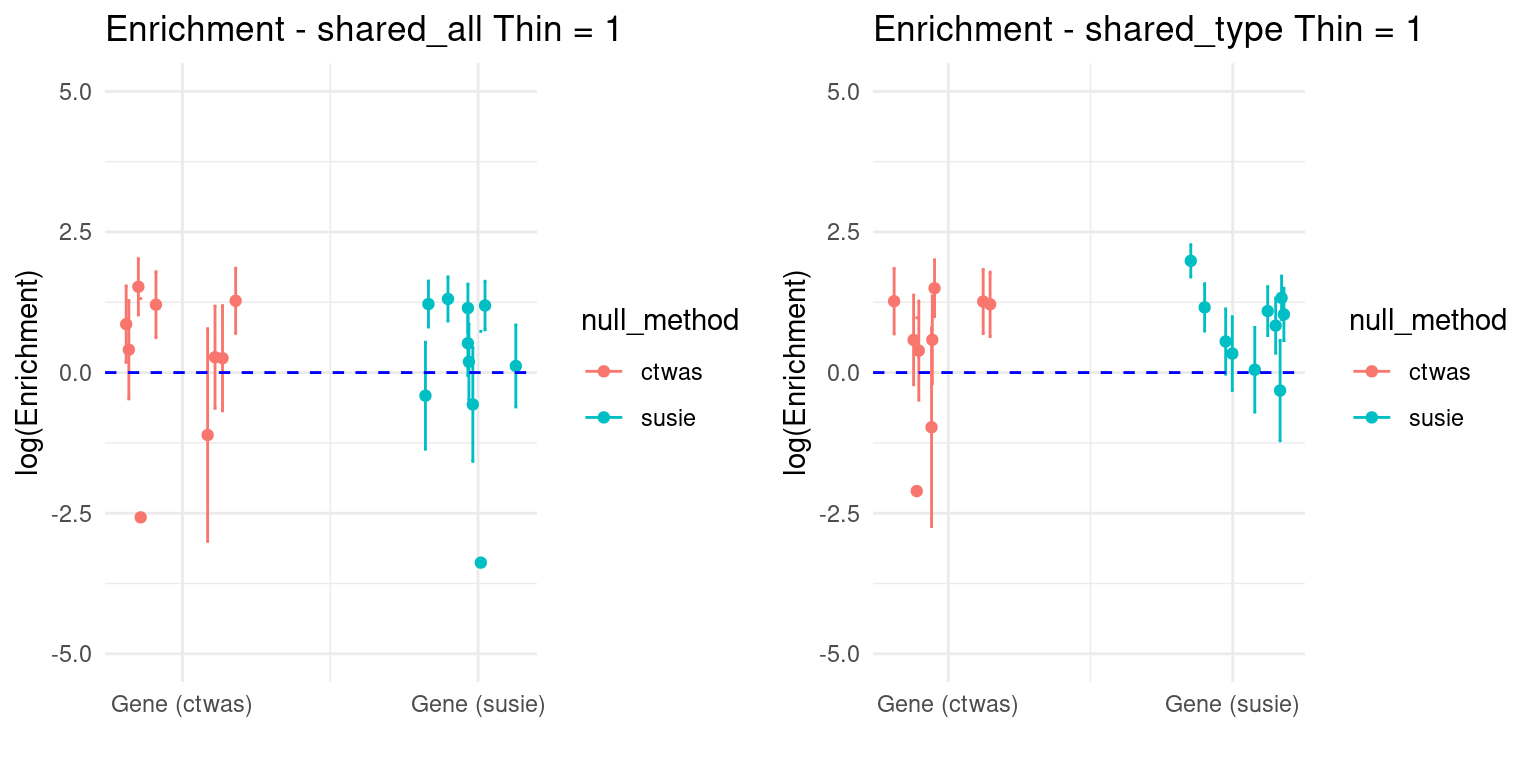 Enrichment - shared_all Thin = 1
5.0
2.5
0.0
-2.5
-5.0
log(Enrichment)
Gene (ctwas)
Gene (susie)
null_method
ctwas
susie
Enrichment - shared_type Thin = 1
5.0
2.5
0.0
-2.5
-5.0
log(Enrichment)
Gene (ctwas)
Gene (susie)
null_method
ctwas
susie